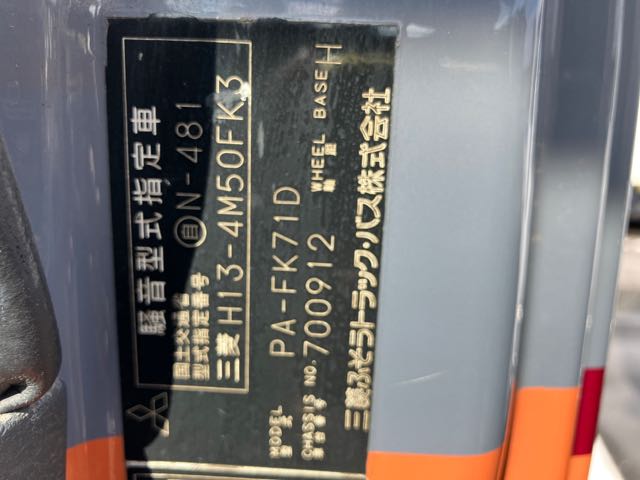 騒音型式指定車
国土交通省
型式指定番号 自 N-481
三菱 H13-4M50FK3
MODEL 型式 PA-FK71D
CHASSIS NO. 車台番号 700912 WHEEL BASE 軸距 H
三菱ふそうトラック・バス株式会社